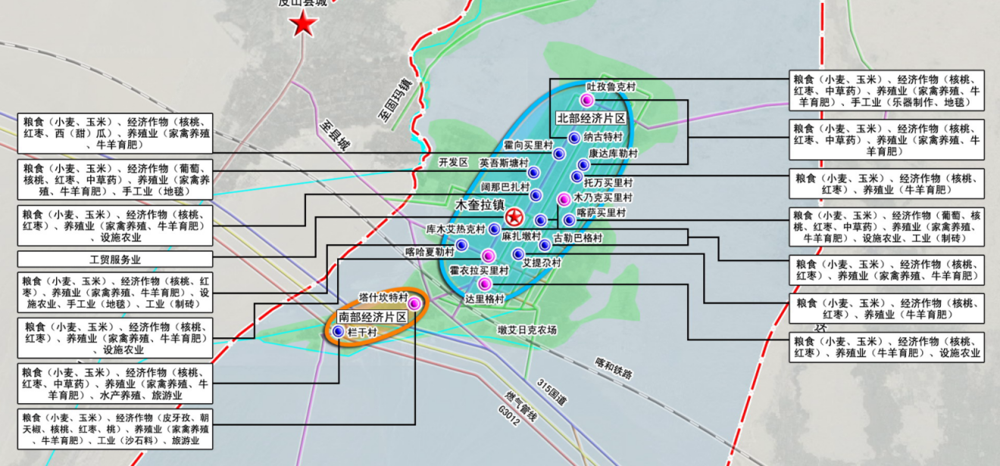 皮山县城
至固玛镇
至县城
粮食（小麦、玉米）、经济作物（核桃、
红枣、西（甜）瓜）、养殖业（家禽养殖
、牛羊育肥）
粮食（小麦、玉米）、经济作物（葡萄、
核桃、红枣、中草药）、养殖业（家禽养
殖、牛羊育肥）、手工业（地毯）
粮食（小麦、玉米）、经济作物（核桃、
红枣）、养殖业（家禽养殖、牛羊育肥）
、设施农业
工贸服务业
粮食（小麦、玉米）、经济作物（核桃、红
枣）、养殖业（家禽养殖、牛羊育肥）、设
施农业、手工业（地毯）、工业（制砖）
粮食（小麦、玉米）、经济作物（核桃、
红枣）、养殖业（家禽养殖、牛羊育肥）
、设施农业
粮食（小麦、玉米）、经济作物（核桃、
红枣、中草药）、养殖业（家禽养殖、牛
羊育肥）、水产养殖、旅游业
粮食（小麦、玉米）、经济作物（皮牙孜、朝
天椒、核桃、红枣、桃）、养殖业（家禽养殖
、牛羊育肥）、工业（沙石料）、旅游业
吐孜鲁克村
北部经济片区
纳古特村
霍向买里村
康达库勒村
开发区
英吾斯塘村
托万买里村
阔那巴扎村
木乃克买里村
木奎拉镇
喀萨买里村
库木艾热克村
麻扎墩村
古勒巴格村
喀哈夏勒村
艾提尕村
霍衣拉买里村
达里格村
塔什坎特村
南部经济片区
栏干村
墩艾日克农场
喀和铁路
315国道
燃气管线
G3012
粮食（小麦、玉米）、经济作物（核桃、
红枣、中草药）、养殖业（家禽养殖、牛
羊育肥）、手工业（乐器制作、地毯）
粮食（小麦、玉米）、经济作物（核桃、
红枣、中草药）、养殖业（家禽养殖、牛
羊育肥）
粮食（小麦、玉米）、经济作物（核桃、
红枣）、养殖业（牛羊育肥）
粮食（小麦、玉米）、经济作物（葡萄、核
桃、红枣、中草药）、养殖业（家禽养殖、
牛羊育肥）、设施农业、工业（制砖）
粮食（小麦、玉米）、经济作物（核桃、
红枣）、养殖业（家禽养殖、牛羊育肥）
粮食（小麦、玉米）、经济作物（核桃、
红枣）、养殖业（牛羊育肥）
粮食（小麦、玉米）、经济作物（核桃、
红枣）、养殖业（牛羊育肥）、设施农业